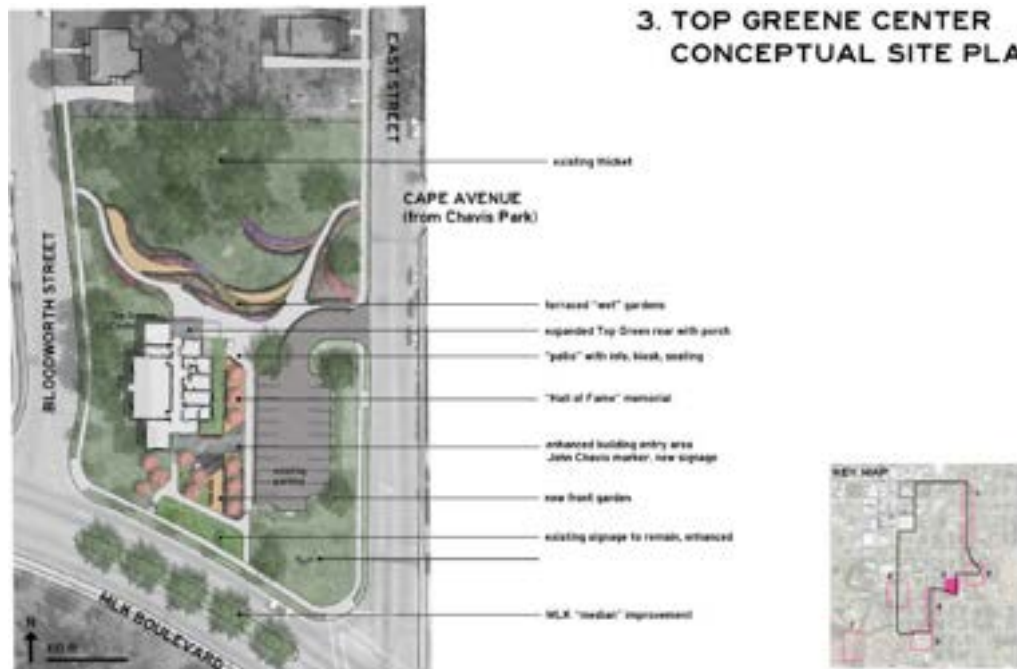 3. TOP GREENE CENTER
CONCEPTUAL SITE PLA
EAST STREET
existing thicket
CAPE AVENUE
(from Chavis Park)
BLOODWORTH STREET
terraced "wet" gardens
expanded Top Green rear with porch
"patio" with info, kiosk, seating
"Hall of Fame" memorial
enhanced building entry area
John Chavis marker, new signage
existing
parking
new front garden
existing signage to remain, enhanced
MLK "median" improvement
MLK BOULEVARD
N
KEY MAP